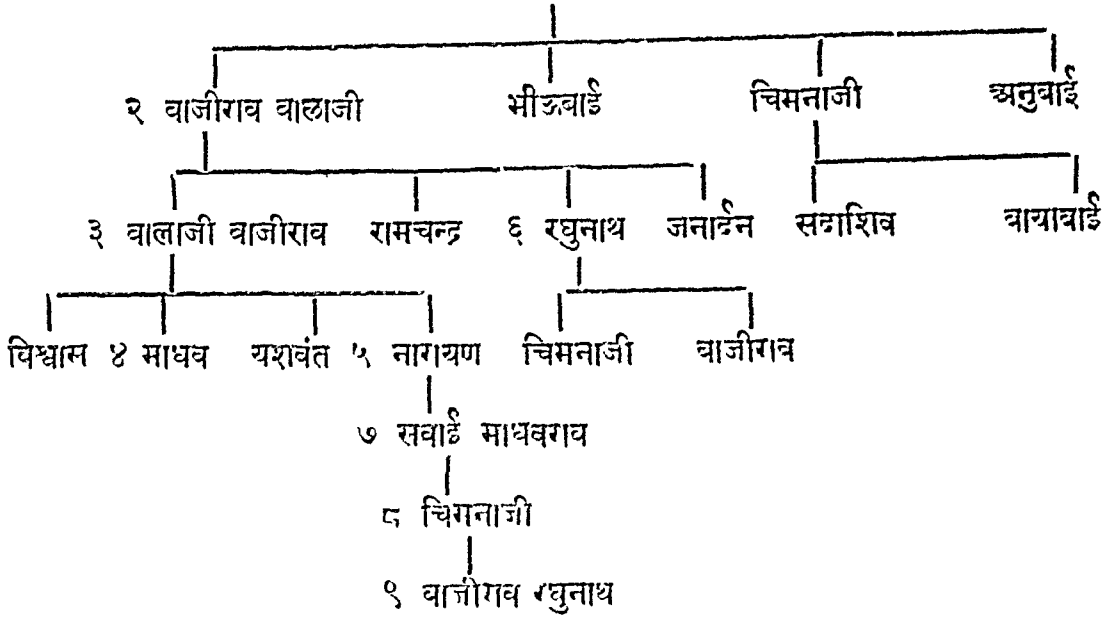 २ वाजीराव वालाजी भीऊबाई चिमनाजी अनुबाई
३ वालाजी वाजीराव रामचन्द्र ६ रघुनाथ जनार्दन सदाशिव वायावाई
विश्वास ४ माधव यशवंत ५ नारायण चिमनाजी वाजीराव
७ सवाई माधवराव
८ चिमनाजी
९ वाजीराव रघुनाथ